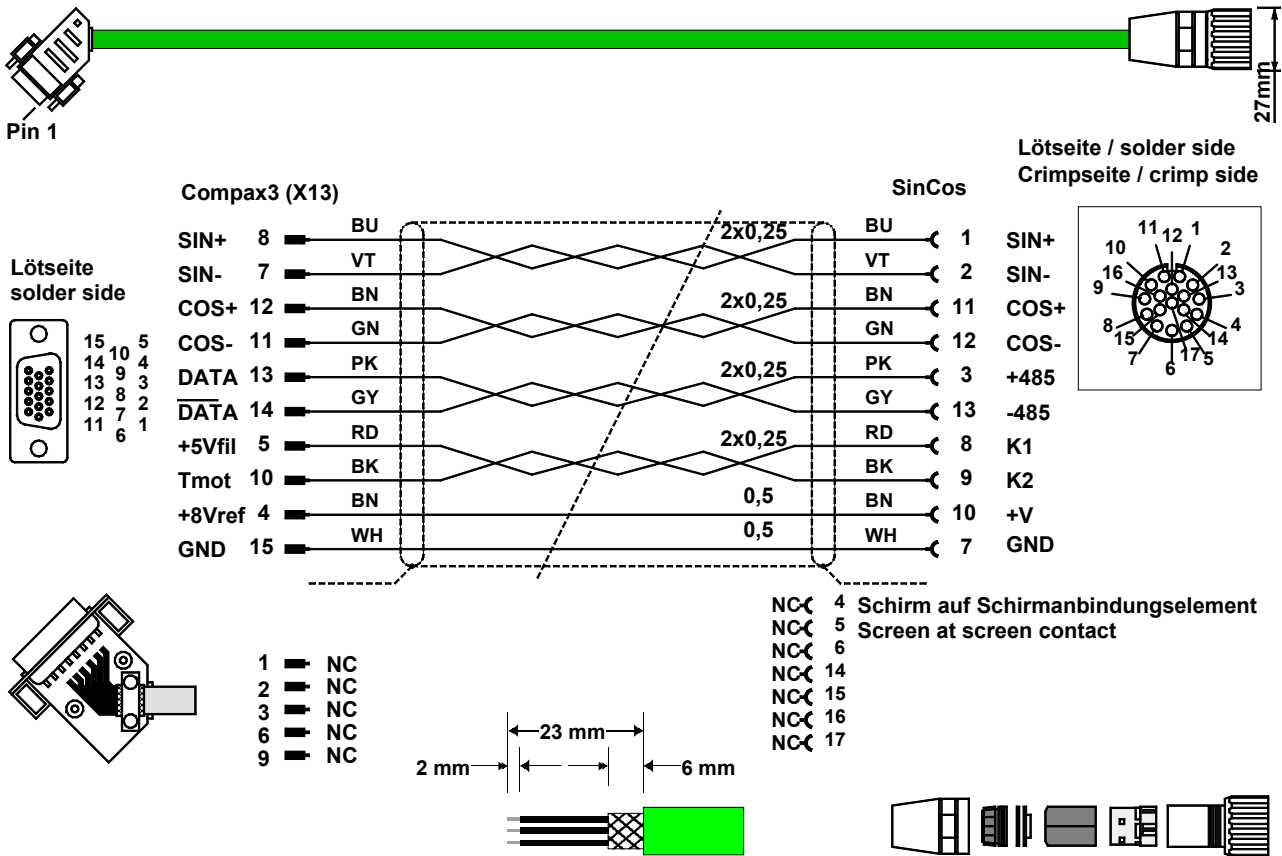 Pin 1
27mm
Lötseite / solder side
Crimpseite / crimp side
Compax3 (X13)
SinCos
SIN+ 8 BU 2x0,25 BU 1 SIN+
SIN- 7 VT VT 2 SIN-
COS+ 12 BN 2x0,25 BN 11 COS+
COS- 11 GN GN 12 COS-
DATA 13 PK 2x0,25 PK 3 +485
DATA 14 GY GY 13 -485
+5Vfil 5 RD 2x0,25 RD 8 K1
Tmot 10 BK BK 9 K2
+8Vref 4 BN 0,5 BN 10 +V
GND 15 WH 0,5 WH 7 GND
Lötseite
solder side
15 5
10
14 4
9
13 3
8
12 2
7
11 1
6
11 12 1
10 2
16 13
9 3
8 4
15 14
7 17 5
6
NC 4 Schirm auf Schirmanbindungselement
NC 5 Screen at screen contact
NC 6
NC 14
NC 15
NC 16
NC 17
1 NC
2 NC
3 NC
6 NC
9 NC
23 mm
2 mm 6 mm